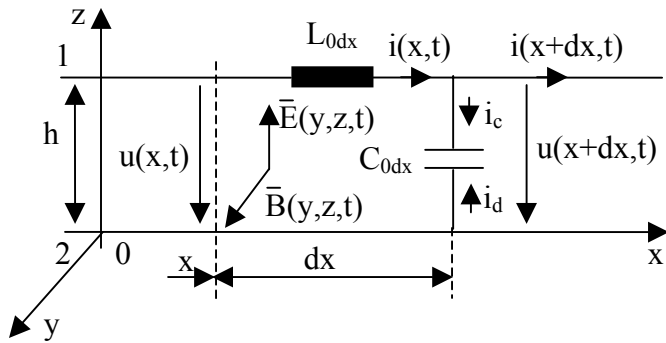 z
1
L0dx
i(x,t)
i(x+dx,t)
h
u(x,t)
E̅(y,z,t)
ic
C0dx
u(x+dx,t)
B̅(y,z,t)
id
2
0
x
dx
x
y